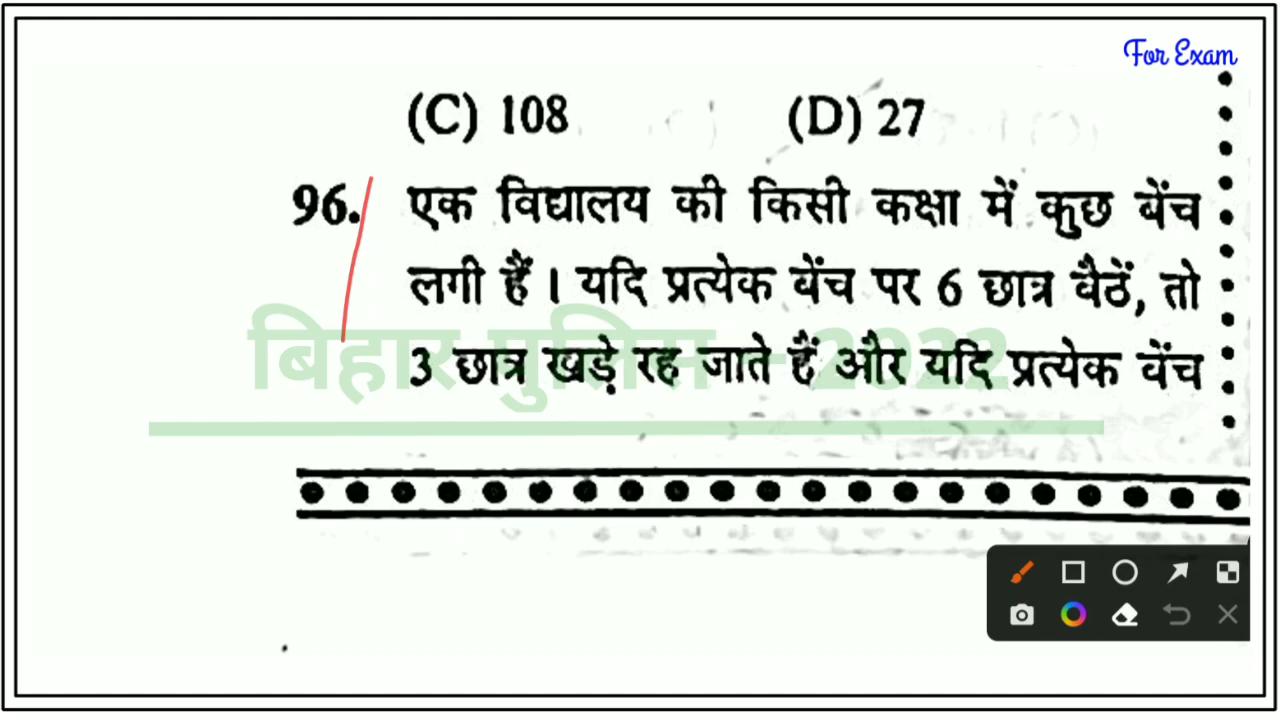 For Exam
(C) 108 (D) 27
96. एक विद्यालय की किसी कक्षा में कुछ बेंच
लगी हैं । यदि प्रत्येक बेंच पर 6 छात्र बैठें, तो
3 छात्र खड़े रह जाते हैं और यदि प्रत्येक बेंच
बिहार पुलिस - 2022